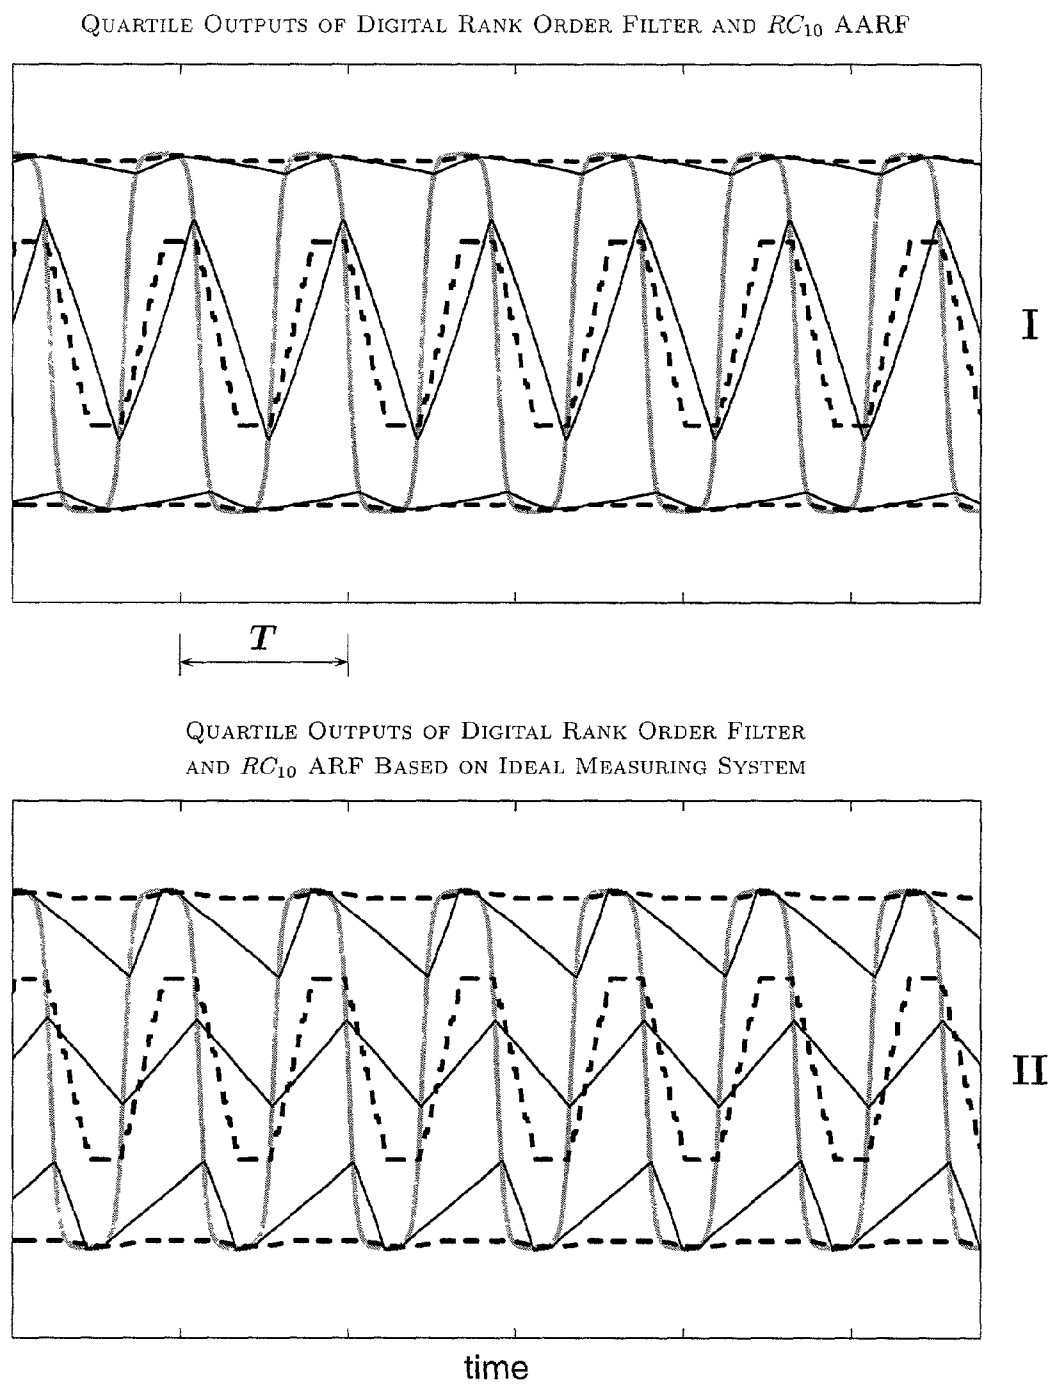 QUARTILE OUTPUTS OF DIGITAL RANK ORDER FILTER AND RC10 AARF
I
T
QUARTILE OUTPUTS OF DIGITAL RANK ORDER FILTER
AND RC10 ARF BASED ON IDEAL MEASURING SYSTEM
II
time